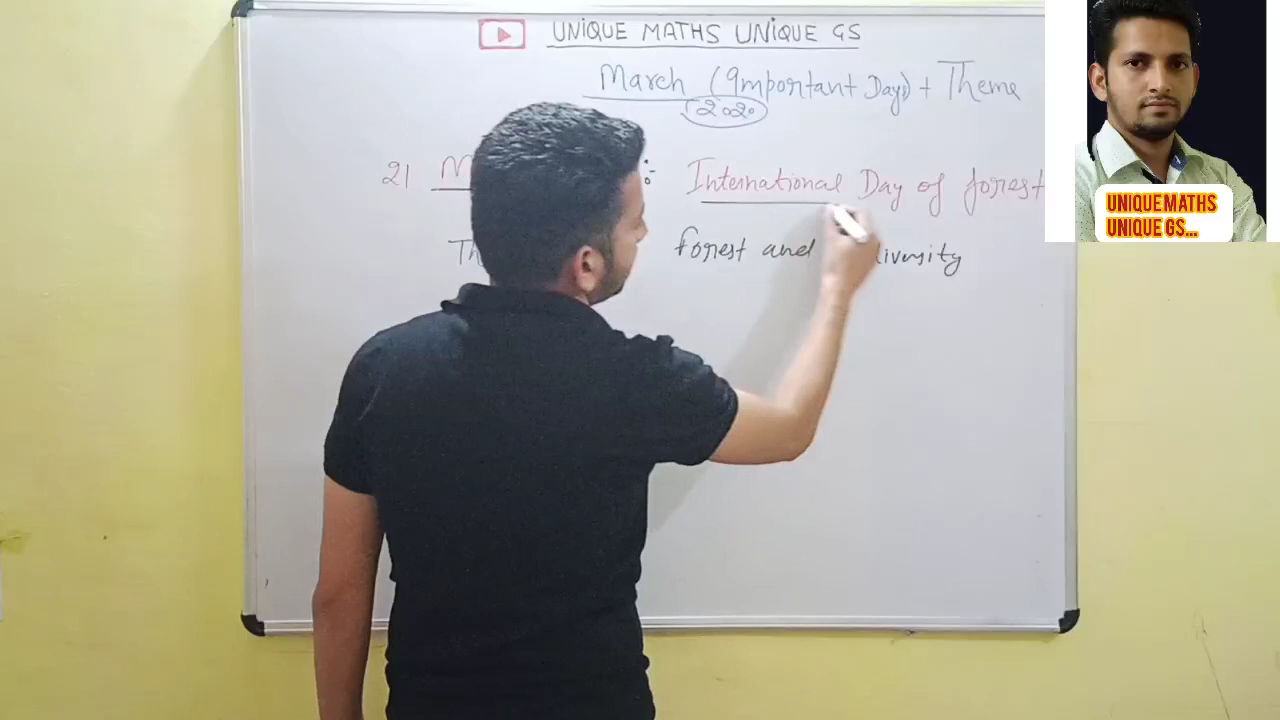 UNIQUE MATHS UNIQUE GS
March (Important Days) + Theme
2020
21 : International Day of forest
forest and
UNIQUE MATHS
UNIQUE GS...